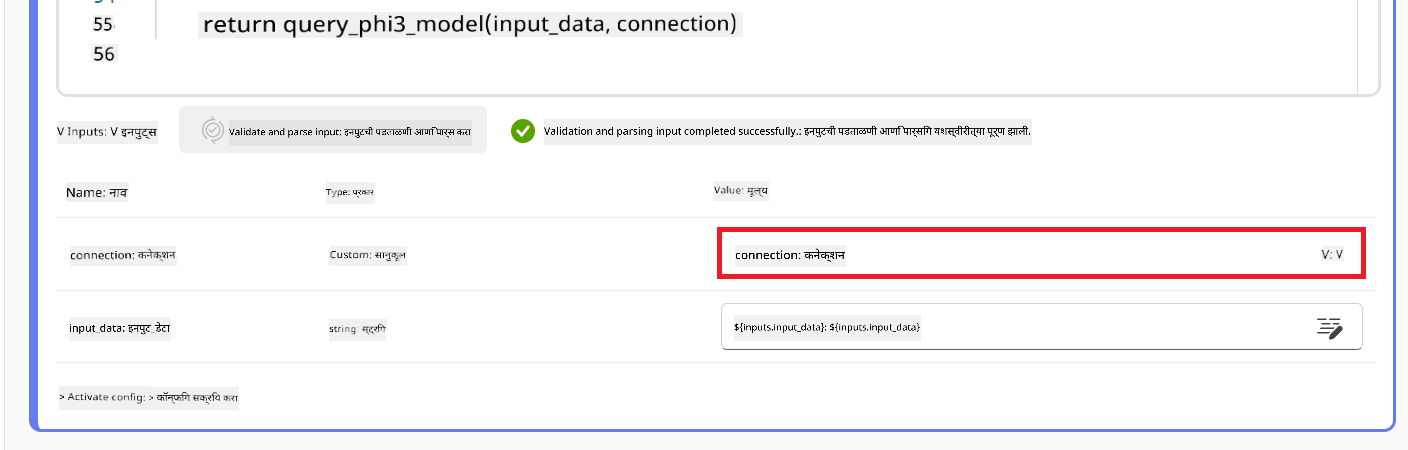 55
return query_phi3_model(input_data, connection)
56
V Inputs: V इनपुट्स
Validate and parse input: इनपुटची पडताळणी आणि पार्स करा
Validation and parsing input completed successfully.: इनपुटची पडताळणी आणि पार्सिंग यशस्वीरीत्या पूर्ण झाली.
Name: नाव
Type: प्रकार
Value: मूल्य
connection: कनेक्शन
Custom: सानुकूल
connection: कनेक्शन
V: V
input_data: इनपुट_डेटा
string: स्ट्रिंग
${inputs.input_data}: ${inputs.input_data}
> Activate config: > कॉन्फिग सक्रिय करा